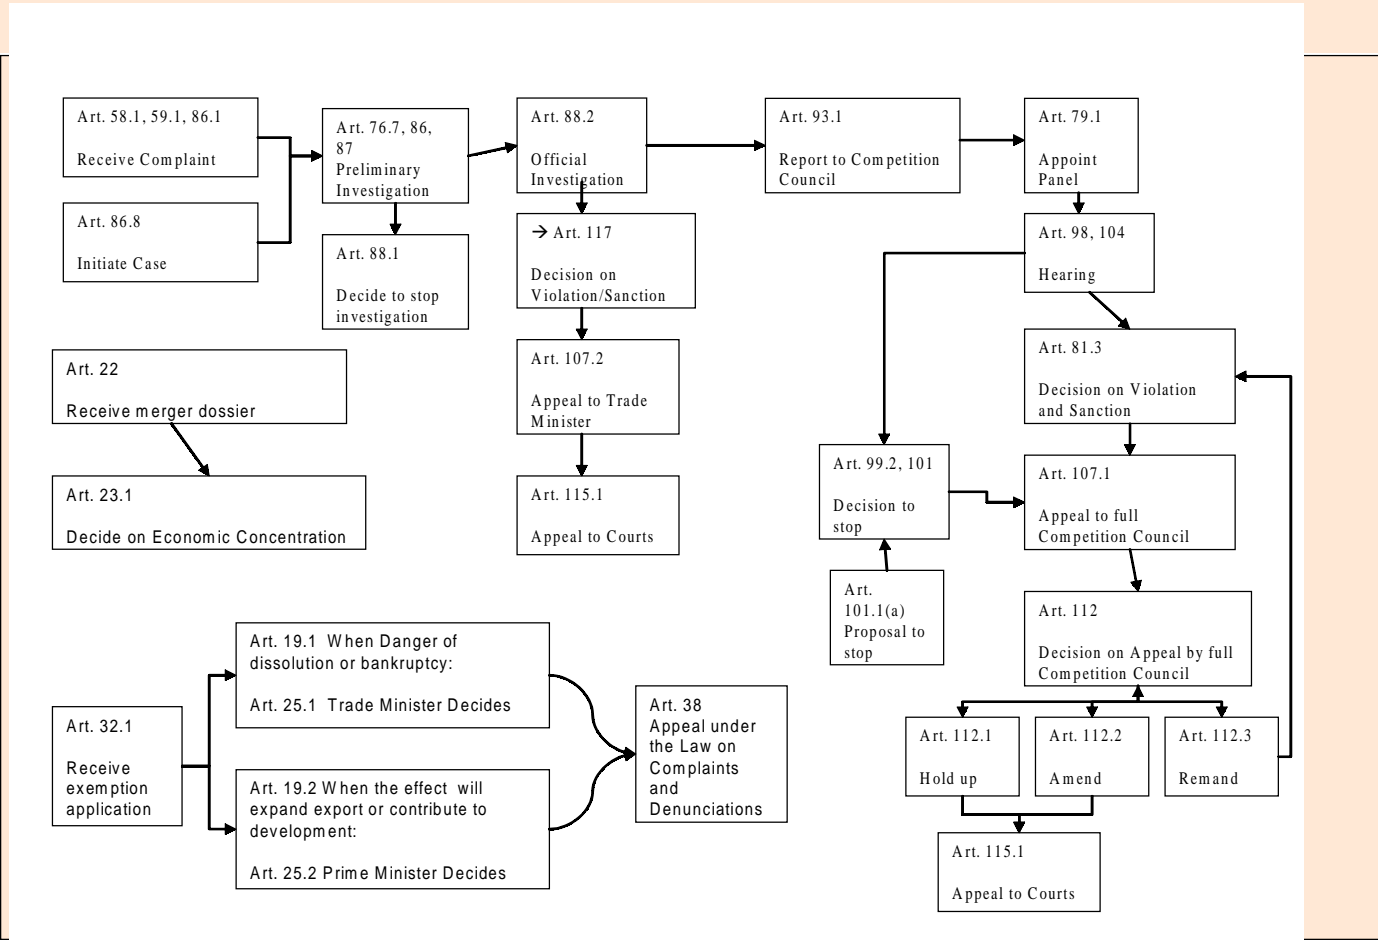 Art. 58.1, 59.1, 86.1
Receive Complaint
Art. 86.8
Initiate Case
Art. 76.7, 86,
87
Preliminary
Investigation
Art. 88.1
Decide to stop
investigation
Art. 88.2
Official
Investigation
→ Art. 117
Decision on
Violation/Sanction
Art. 107.2
Appeal to Trade
Minister
Art. 115.1
Appeal to Courts
Art. 93.1
Report to Competition
Council
Art. 79.1
Appoint
Panel
Art. 98, 104
Hearing
Art. 81.3
Decision on Violation
and Sanction
Art. 99.2, 101
Decision to
stop
Art.
101.1(a)
Proposal to
stop
Art. 107.1
Appeal to full
Competition Council
Art. 112
Decision on Appeal by full
Competition Council
Art. 112.1
Hold up
Art. 112.2
Amend
Art. 112.3
Remand
Art. 115.1
Appeal to Courts
Art. 22
Receive merger dossier
Art. 23.1
Decide on Economic Concentration
Art. 32.1
Receive
exemption
application
Art. 19.1 When Danger of
dissolution or bankruptcy:
Art. 25.1 Trade Minister Decides
Art. 19.2 When the effect will
expand export or contribute to
development:
Art. 25.2 Prime Minister Decides
Art. 38
Appeal under
the Law on
Complaints
and
Denunciations